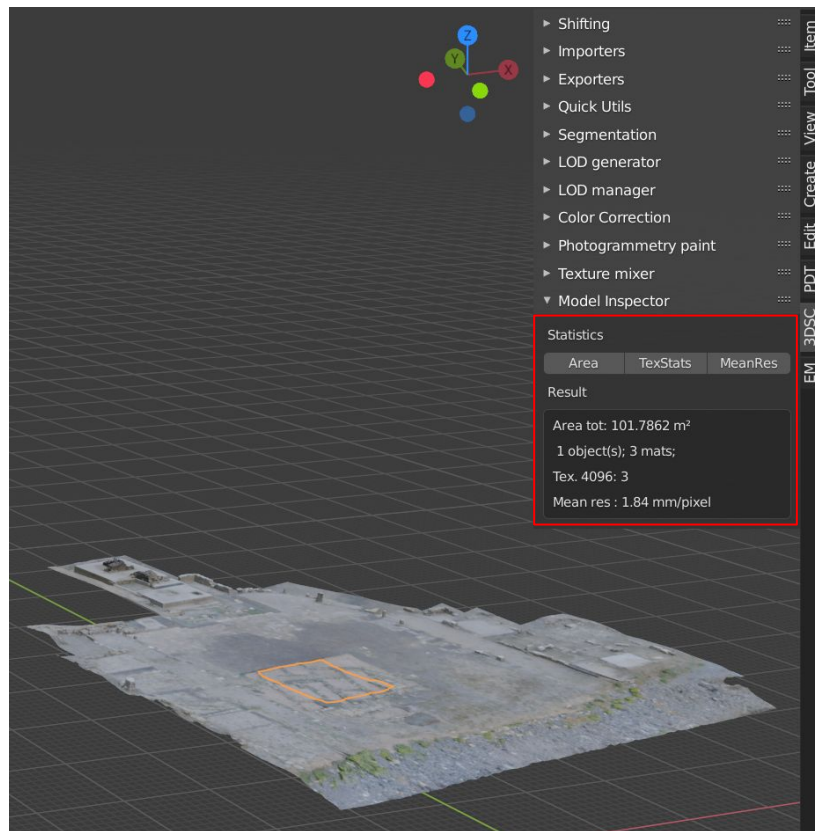 Z
Y
X
Shifting
Importers
Exporters
Quick Utils
Segmentation
LOD generator
LOD manager
Color Correction
Photogrammetry paint
Texture mixer
Model Inspector
Statistics
Area TexStats MeanRes
Result
Area tot: 101.7862 m²
1 object(s); 3 mats;
Tex. 4096: 3
Mean res : 1.84 mm/pixel
Item
Tool
View
Create
Edit
PDT
3DSC
EM